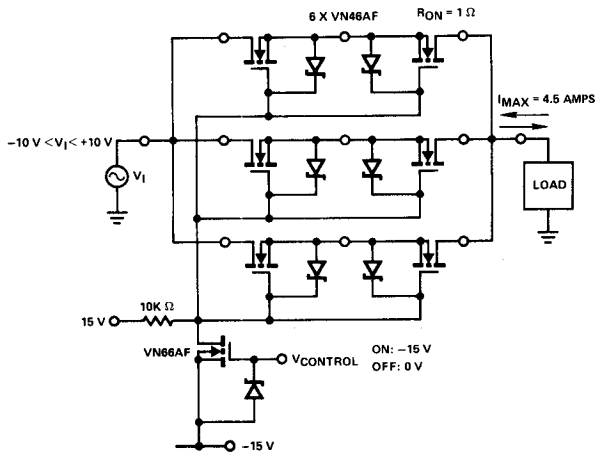 6 X VN46AF
RON = 1 Ω
IMAX = 4.5 AMPS
−10 V <VI< +10 V
VI
LOAD
10K Ω
15 V
VN66AF
VCONTROL
ON: −15 V
OFF: 0 V
−15 V